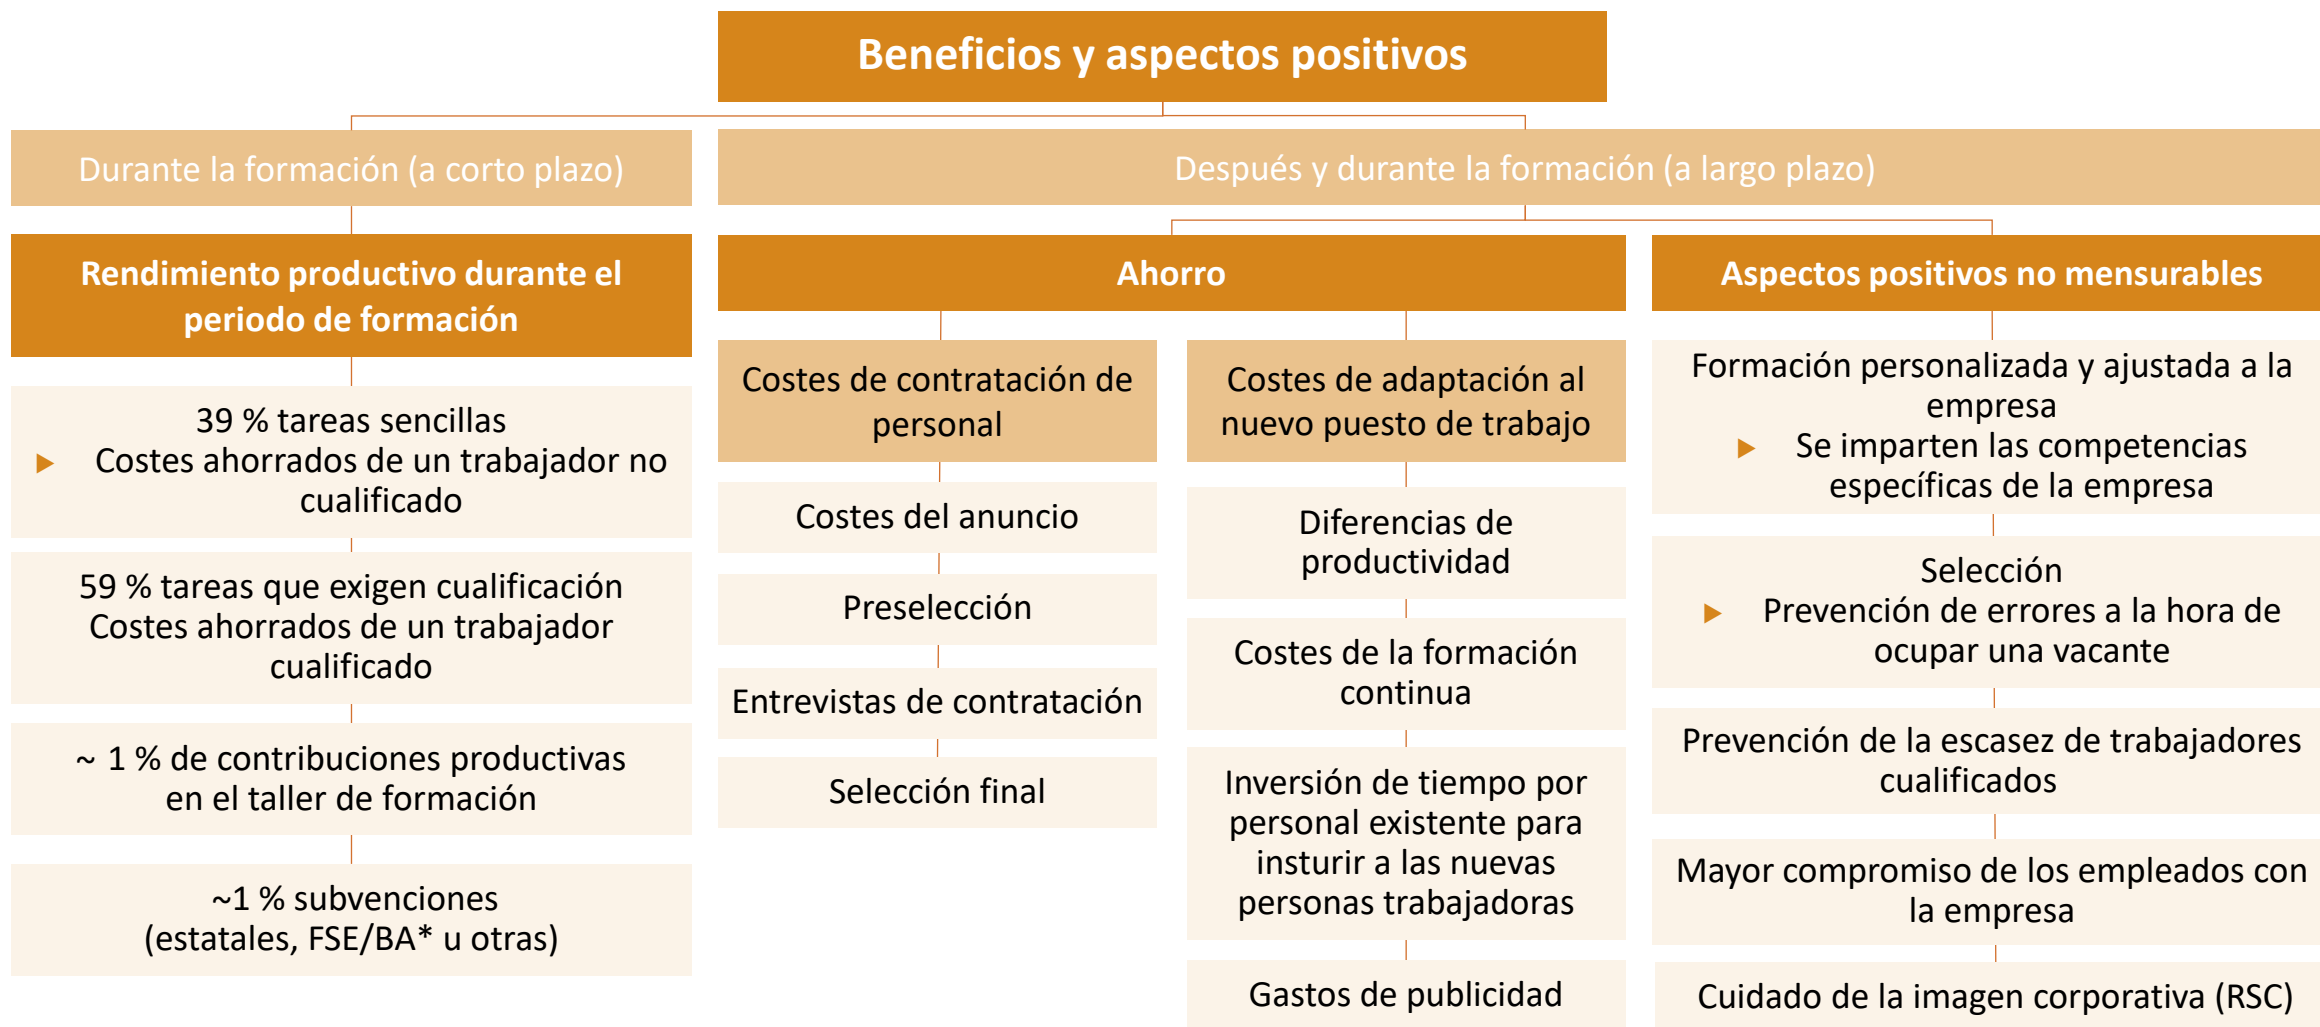 Beneficios y aspectos positivos
Durante la formación (a corto plazo)
Después y durante la formación (a largo plazo)
Rendimiento productivo durante el
periodo de formación
39 % tareas sencillas
Costes ahorrados de un trabajador no
cualificado
59 % tareas que exigen cualificación
Costes ahorrados de un trabajador
cualificado
~ 1 % de contribuciones productivas
en el taller de formación
~1 % subvenciones
(estatales, FSE/BA* u otras)
Ahorro
Costes de contratación de
personal
Costes del anuncio
Preselección
Entrevistas de contratación
Selección final
Costes de adaptación al
nuevo puesto de trabajo
Diferencias de
productividad
Costes de la formación
continua
Inversión de tiempo por
personal existente para
insturir a las nuevas
personas trabajadoras
Gastos de publicidad
Aspectos positivos no mensurables
Formación personalizada y ajustada a la
empresa
Se imparten las competencias
específicas de la empresa
Selección
Prevención de errores a la hora de
ocupar una vacante
Prevención de la escasez de trabajadores
cualificados
Mayor compromiso de los empleados con
la empresa
Cuidado de la imagen corporativa (RSC)